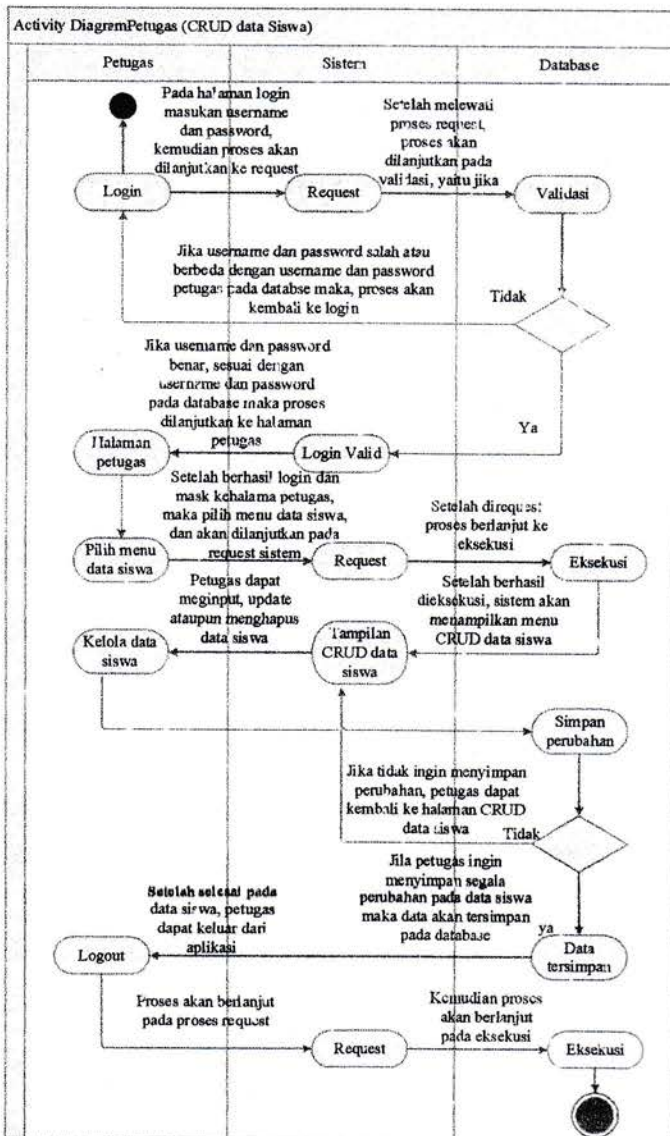 Activity DiagramPetugas (CRUD data Siswa)
Petugas
Sistem
Database
Pada halaman login
masukan username
dan password,
kemudian proses akan
dilanjutkan ke request
Setelah melewati
proses request,
proses akan
dilanjutkan pada
validasi, yaitu jika
Login
Request
Validasi
Jika username dan password salah atau
berbeda dengan username dan password
petugas pada databse maka, proses akan
kembali ke login
Tidak
Jika username dan password
benar, sesuai dengan
username dan password
pada database maka proses
dilanjutkan ke halaman
petugas
Ya
Halaman
petugas
Login Valid
Setelah berhasil login dan
mask kehalama petugas,
maka pilih menu data siswa,
dan akan dilanjutkan pada
request sistem
Setelah direquest
proses berlanjut ke
eksekusi
Pilih menu
data siswa
Request
Eksekusi
Petugas dapat
meginput, update
ataupun menghapus
data siswa
Setelah berhasil
dieksekusi, sistem akan
menampilkan menu
CRUD data siswa
Kelola data
siswa
Tampilan
CRUD data
siswa
Simpan
perubahan
Jika tidak ingin menyimpan
perubahan, petugas dapat
kembali ke halaman CRUD
data siswa
Tidak
Jila petugas ingin
menyimpan segala
perubahan pada data siswa
maka data akan tersimpan
pada database
ya
Setelah selesai pada
data siswa, petugas
dapat keluar dari
aplikasi
Logout
Data
tersimpan
Proses akan berlanjut
pada proses request
Kemudian proses
akan berlanjut
pada eksekusi
Request
Eksekusi